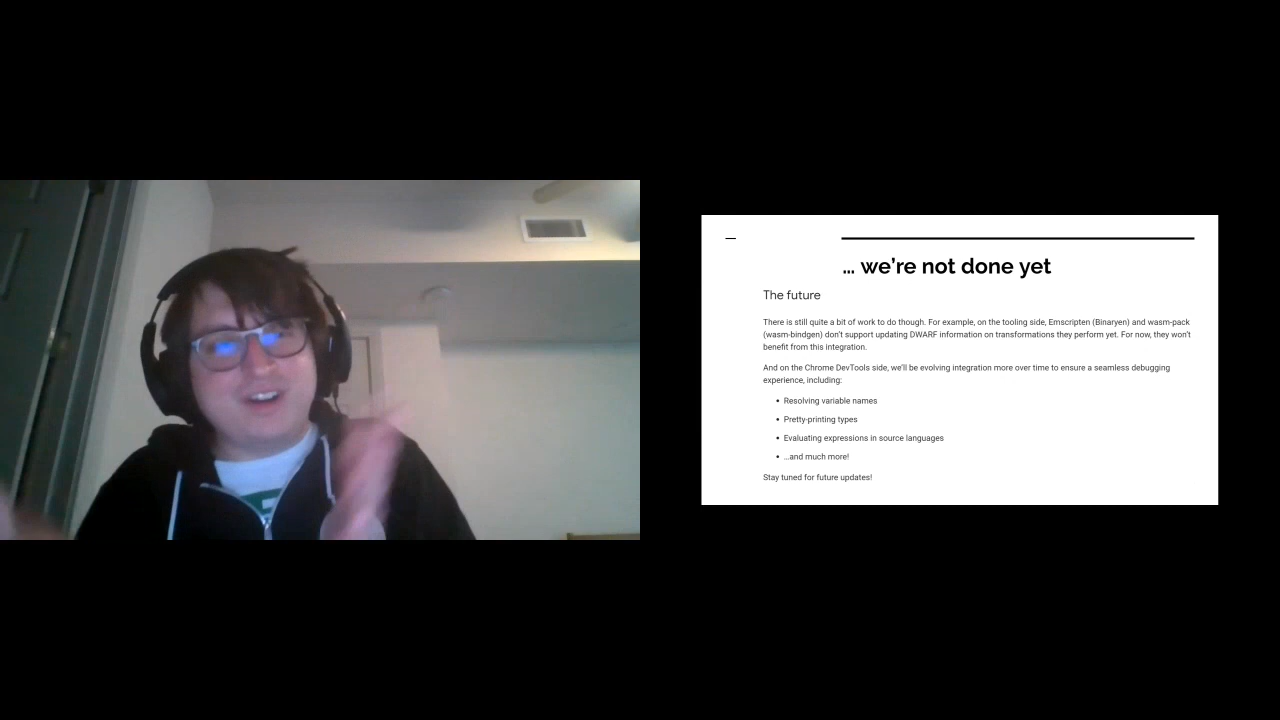 … we're not done yet
The future
There is still quite a bit of work to do though. For example, on the tooling side, Emscripten (Binaryen) and wasm-pack
(wasm-bindgen) don't support updating DWARF information on transformations they perform yet. For now, they won't
benefit from this integration.
And on the Chrome DevTools side, we'll be evolving integration more over time to ensure a seamless debugging
experience, including:
• Resolving variable names
• Pretty-printing types
• Evaluating expressions in source languages
• …and much more!
Stay tuned for future updates!